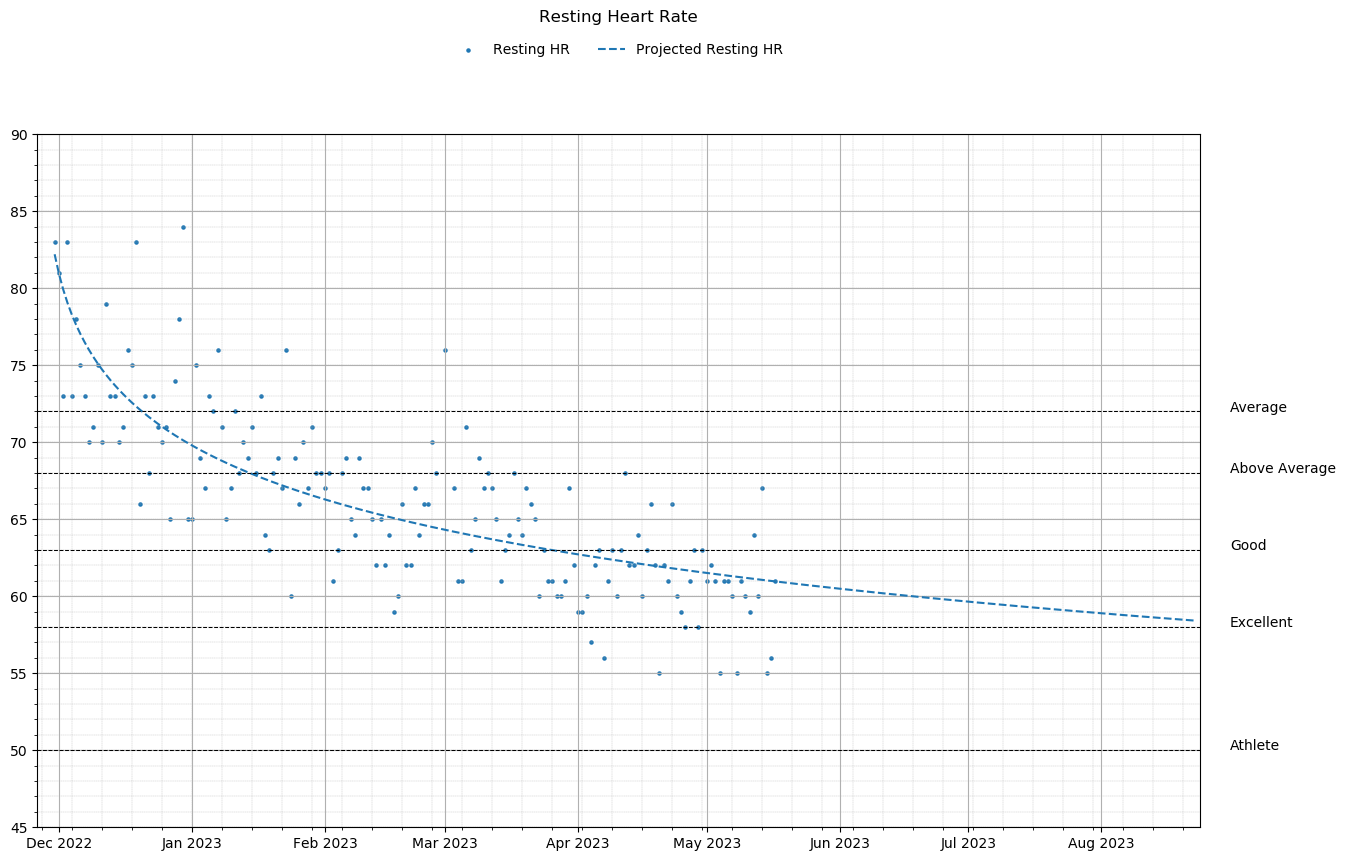 Resting Heart Rate
Resting HR
Projected Resting HR
90
85
80
75
70
65
60
55
50
45
Average
Above Average
Good
Excellent
Athlete
Dec 2022
Jan 2023
Feb 2023
Mar 2023
Apr 2023
May 2023
Jun 2023
Jul 2023
Aug 2023